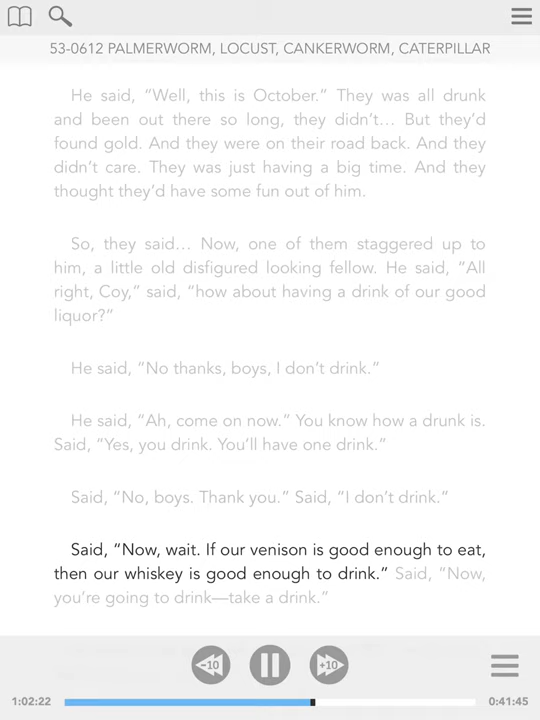 53-0612 PALMERWORM, LOCUST, CANKERWORM, CATERPILLAR
He said, “Well, this is October.” They was all drunk
and been out there so long, they didn’t… But they’d
found gold. And they were on their road back. And they
didn’t care. They was just having a big time. And they
thought they’d have some fun out of him.
So, they said… Now, one of them staggered up to
him, a little old disfigured looking fellow. He said, “All
right, Coy,” said, “how about having a drink of our good
liquor?”
He said, “No thanks, boys, I don’t drink.”
He said, “Ah, come on now.” You know how a drunk is.
Said, “Yes, you drink. You’ll have one drink.”
Said, “No, boys. Thank you.” Said, “I don’t drink.”
Said, “Now, wait. If our venison is good enough to eat,
then our whiskey is good enough to drink.” Said, “Now,
you’re going to drink—take a drink.”
-10
+10
1:02:22
0:41:45